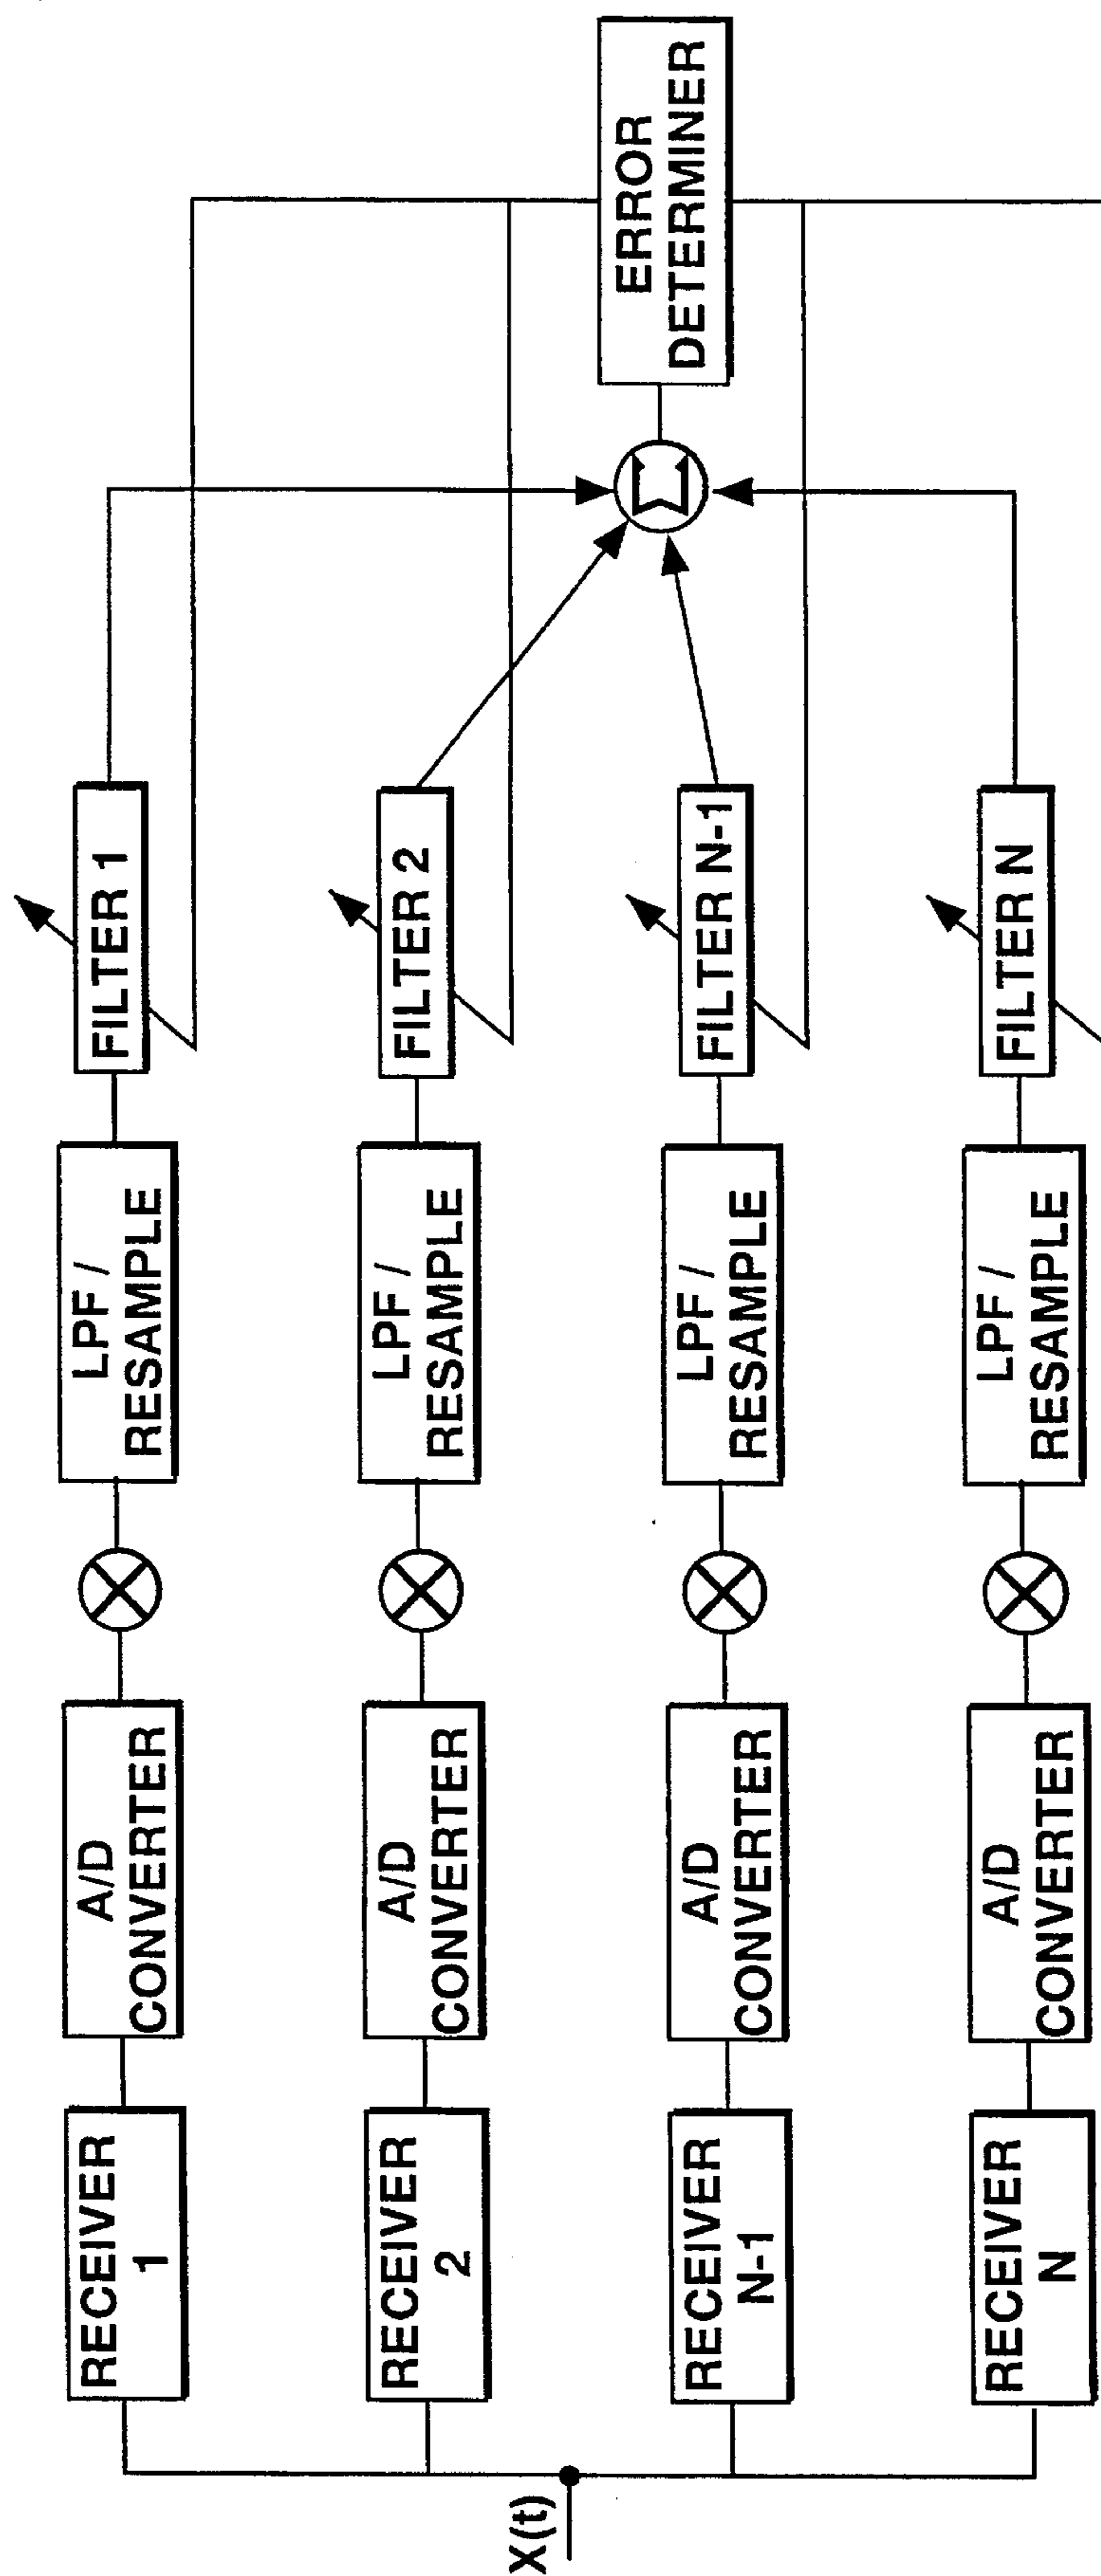 X(t)
RECEIVER
1
A/D
CONVERTER
LPF /
RESAMPLE
FILTER 1
RECEIVER
2
A/D
CONVERTER
LPF /
RESAMPLE
FILTER 2
RECEIVER
N-1
A/D
CONVERTER
LPF /
RESAMPLE
FILTER N-1
RECEIVER
N
A/D
CONVERTER
LPF /
RESAMPLE
FILTER N
Σ
ERROR
DETERMINER